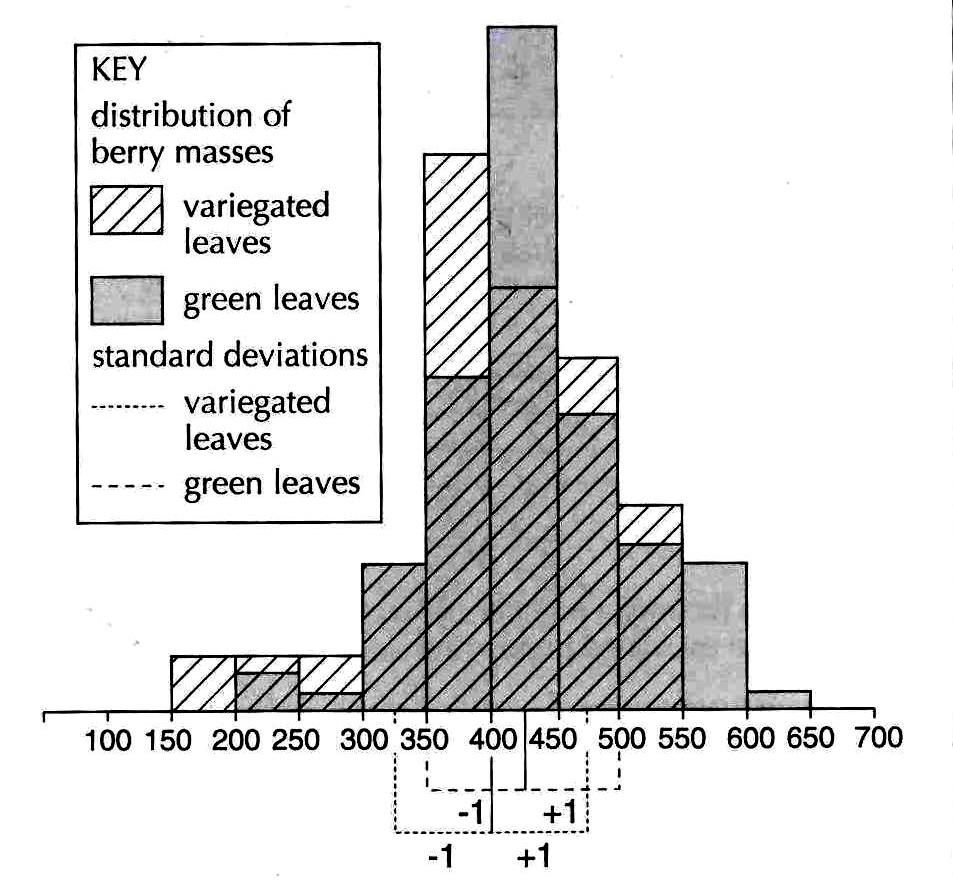 KEY
distribution of
berry masses
variegated
leaves
green leaves
standard deviations
variegated
leaves
green leaves
100 150 200 250 300 350 400 450 500 550 600 650 700
-1 +1
-1 +1